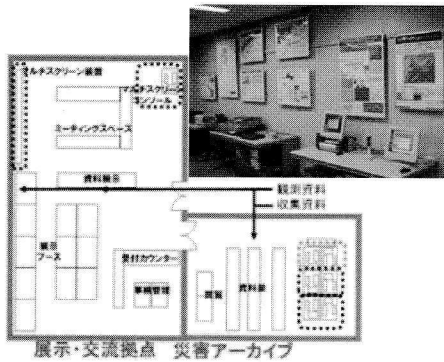 マルチスクリーン装置
マルチスクリーン
コンソール
ミーティングスペース
資料展示
観測資料
収集資料
展示
ブース
受付カウンター
事務管理
閲覧
資料架
展示・交流拠点
災害アーカイブ